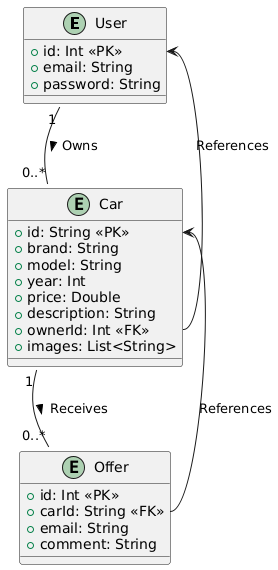 E User
id: Int «PK»
email: String
password: String
1
Owns
References
0..*
E Car
id: String «PK»
brand: String
model: String
year: Int
price: Double
description: String
ownerId: Int «FK»
images: List<String>
1
Receives
References
0..*
E Offer
id: Int «PK»
carId: String «FK»
email: String
comment: String